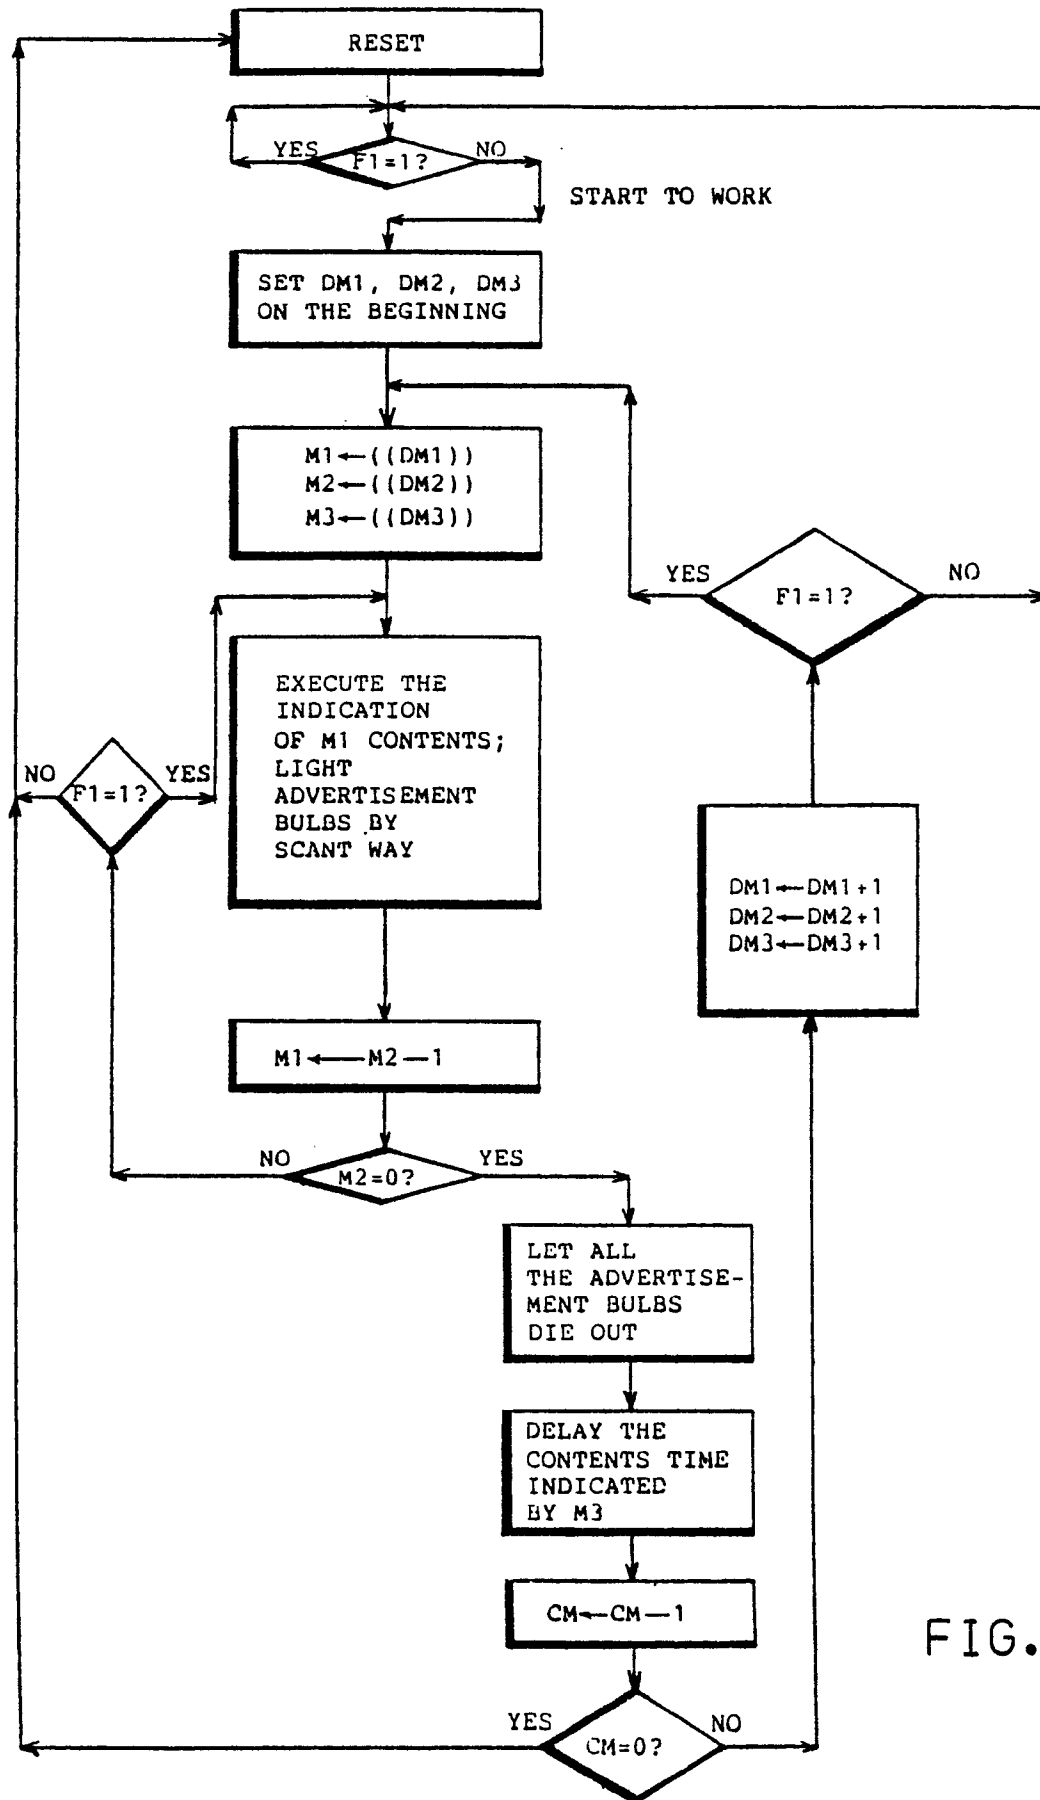 RESET
YES
F1=1?
NO
START TO WORK
SET DM1, DM2, DM3
ON THE BEGINNING
M1←((DM1))
M2←((DM2))
M3←((DM3))
YES
F1=1?
NO
EXECUTE THE
INDICATION
OF M1 CONTENTS;
LIGHT
ADVERTISEMENT
BULBS BY
SCANT WAY
NO
F1=1?
YES
DM1←DM1+1
DM2←DM2+1
DM3←DM3+1
M1←M2—1
NO
M2=0?
YES
LET ALL
THE ADVERTISE-
MENT BULBS
DIE OUT
DELAY THE
CONTENTS TIME
INDICATED
BY M3
CM←CM—1
FIG.
YES
CM=0?
NO